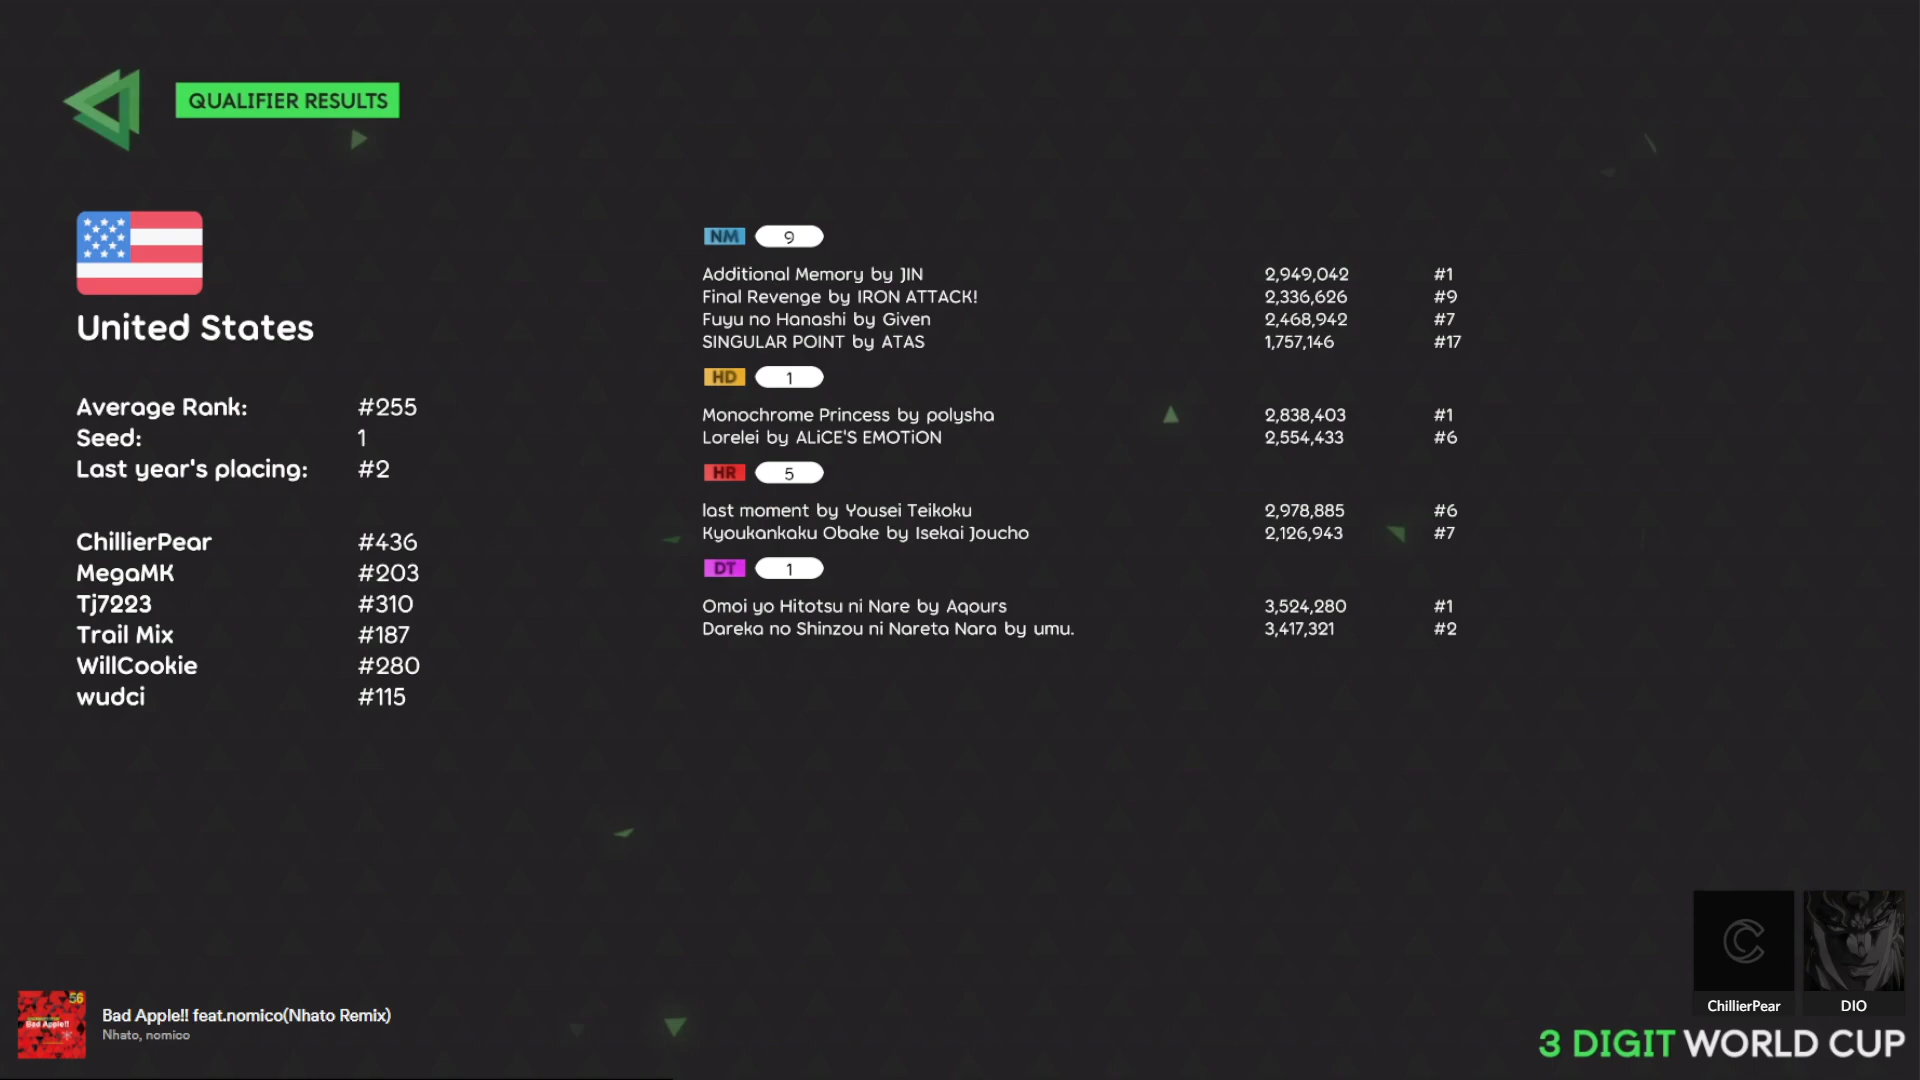 QUALIFIER RESULTS
United States
Average Rank: #255
Seed: 1
Last year's placing: #2
ChillierPear #436
MegaMK #203
Tj7223 #310
Trail Mix #187
WillCookie #280
wudci #115
NM 9
Additional Memory by JIN 2,949,042 #1
Final Revenge by IRON ATTACK! 2,336,626 #9
Fuyu no Hanashi by Given 2,468,942 #7
SINGULAR POINT by ATAS 1,757,146 #17
HD 1
Monochrome Princess by polysha 2,838,403 #1
Lorelei by ALiCE'S EMOTiON 2,554,433 #6
HR 5
last moment by Yousei Teikoku 2,978,885 #6
Kyoukankaku Obake by Isekai Joucho 2,126,943 #7
DT 1
Omoi yo Hitotsu ni Nare by Aqours 3,524,280 #1
Dareka no Shinzou ni Nareta Nara by umu. 3,417,321 #2
56
Bad Apple!!
Bad Apple!! feat.nomico(Nhato Remix)
Nhato, nomico
ChillierPear
DIO
3 DIGIT WORLD CUP